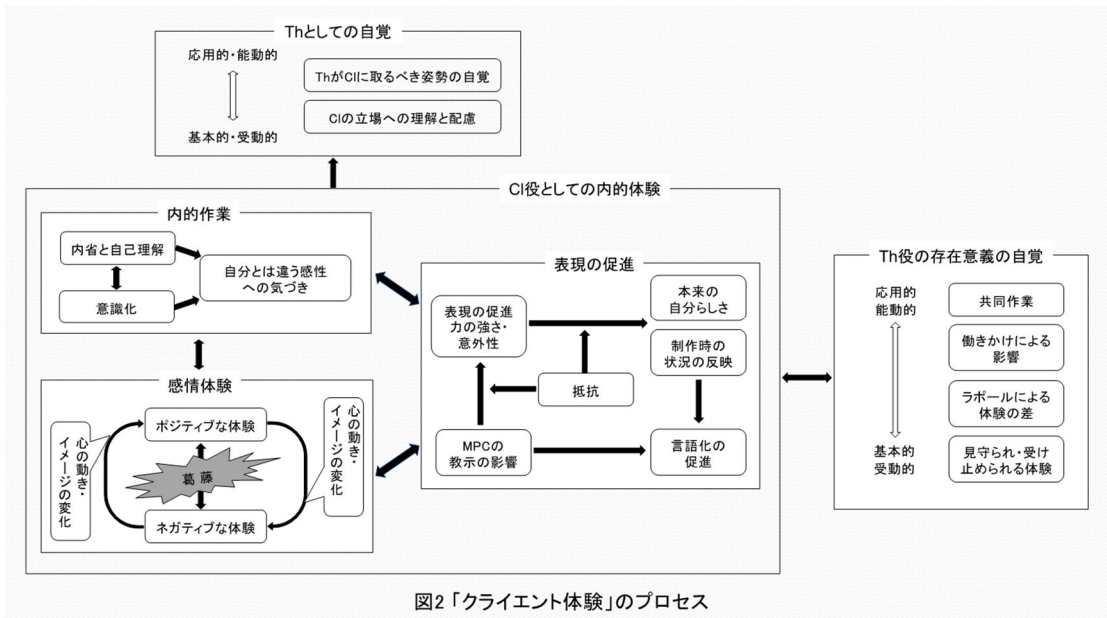 Thとしての自覚
応用的・能動的
基本的・受動的
ThがClに取るべき姿勢の自覚
Clの立場への理解と配慮
Cl役としての内的体験
内的作業
内省と自己理解
意識化
自分とは違う感性
への気づき
感情体験
心の動き・
イメージの変化
ポジティブな体験
葛藤
ネガティブな体験
心の動き・
イメージの変化
表現の促進
表現の促進
力の強さ・
意外性
本来の
自分らしさ
制作時の
状況の反映
抵抗
MPCの
教示の影響
言語化の
促進
Th役の存在意義の自覚
応用的
能動的
基本的
受動的
共同作業
働きかけによる
影響
ラポールによる
体験の差
見守られ・受け
止められる体験
図2 「クライエント体験」のプロセス